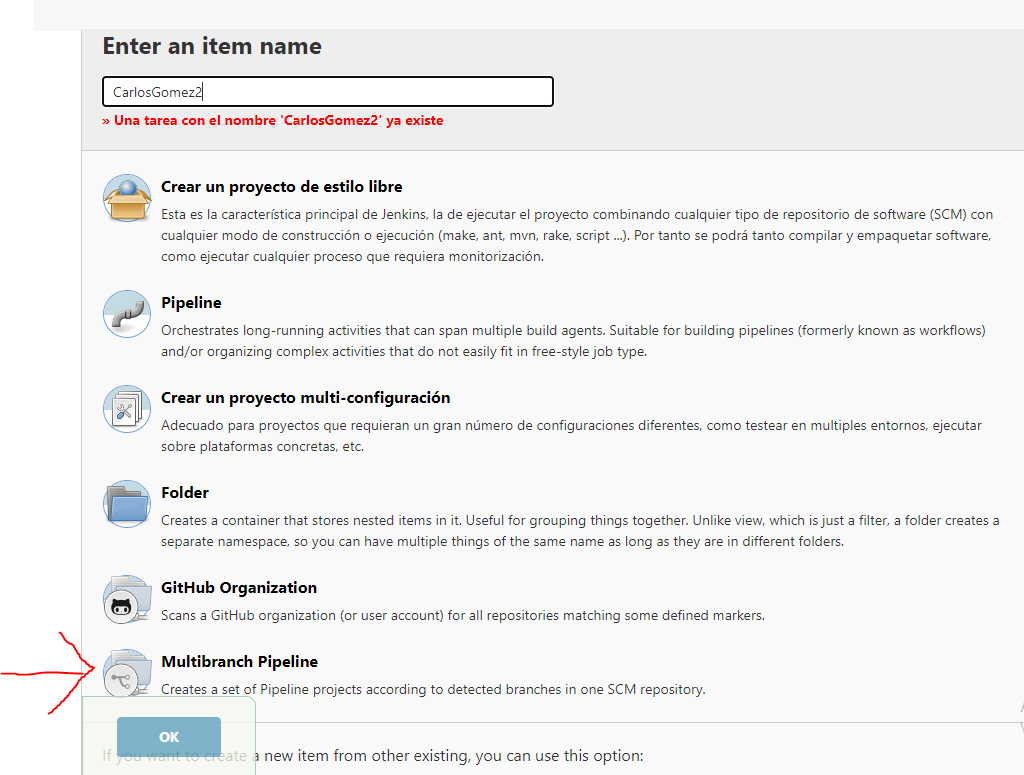 Enter an item name
CarlosGomez2
» Una tarea con el nombre 'CarlosGomez2' ya existe
Crear un proyecto de estilo libre
Esta es la característica principal de Jenkins, la de ejecutar el proyecto combinando cualquier tipo de repositorio de software (SCM) con
cualquier modo de construcción o ejecución (make, ant, mvn, rake, script ...). Por tanto se podrá tanto compilar y empaquetar software,
como ejecutar cualquier proceso que requiera monitorización.
Pipeline
Orchestrates long-running activities that can span multiple build agents. Suitable for building pipelines (formerly known as workflows)
and/or organizing complex activities that do not easily fit in free-style job type.
Crear un proyecto multi-configuración
Adecuado para proyectos que requieran un gran número de configuraciones diferentes, como testear en multiples entornos, ejecutar
sobre plataformas concretas, etc.
Folder
Creates a container that stores nested items in it. Useful for grouping things together. Unlike view, which is just a filter, a folder creates a
separate namespace, so you can have multiple things of the same name as long as they are in different folders.
GitHub Organization
Scans a GitHub organization (or user account) for all repositories matching some defined markers.
Multibranch Pipeline
Creates a set of Pipeline projects according to detected branches in one SCM repository.
OK
If you want to create a new item from other existing, you can use this option: